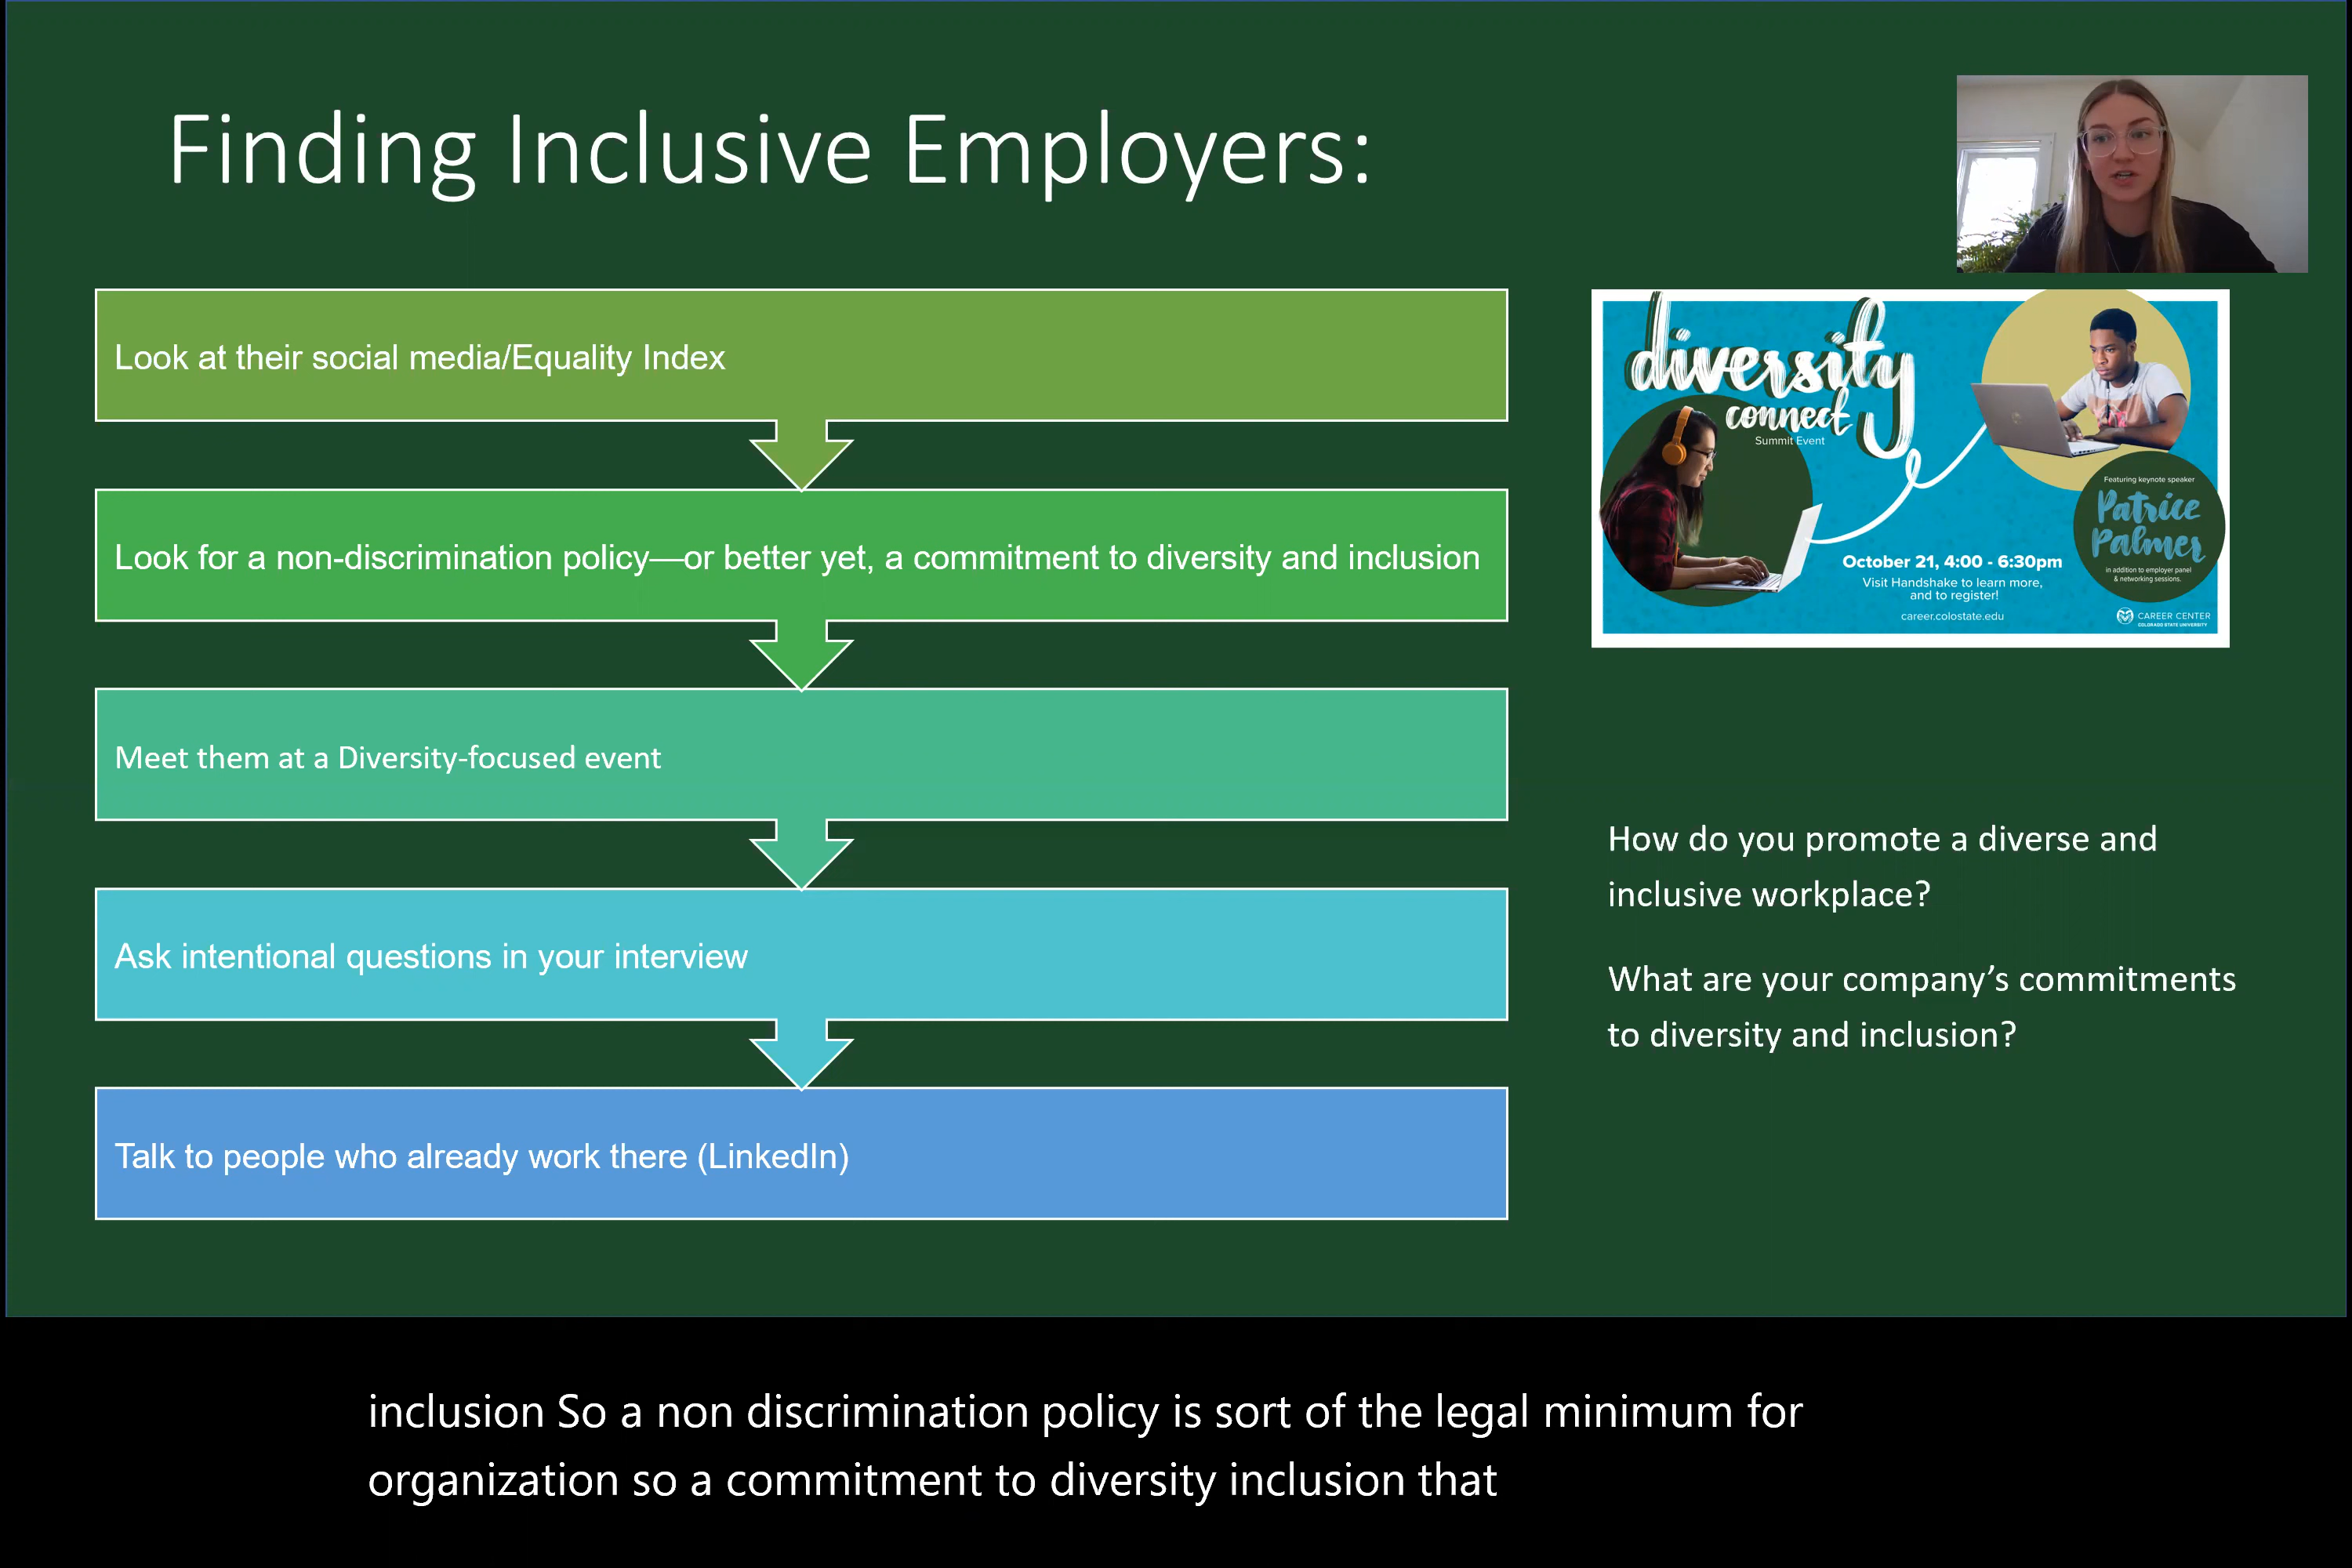 Finding Inclusive Employers:
Look at their social media/Equality Index
Look for a non-discrimination policy—or better yet, a commitment to diversity and inclusion
Meet them at a Diversity-focused event
Ask intentional questions in your interview
Talk to people who already work there (LinkedIn)
diversity
connect
Summit Event
Featuring keynote speaker
Patrice
Palmer
in addition to employer panel
& networking sessions.
October 21, 4:00 - 6:30pm
Visit Handshake to learn more,
and to register!
career.colostate.edu
CAREER CENTER
COLORADO STATE UNIVERSITY
How do you promote a diverse and
inclusive workplace?
What are your company’s commitments
to diversity and inclusion?
inclusion So a non discrimination policy is sort of the legal minimum for
organization so a commitment to diversity inclusion that